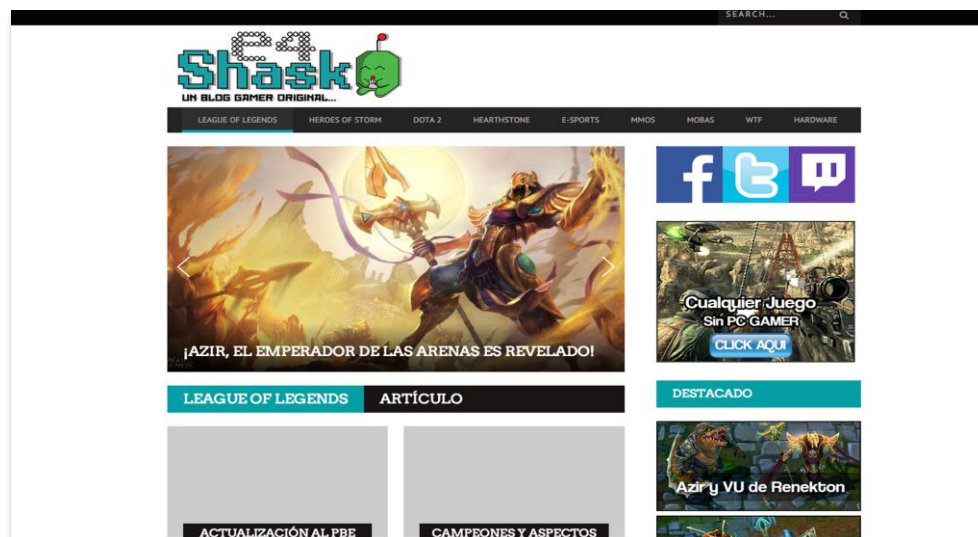 SEARCH...
e4
Shask
UN BLOG GAMER ORIGINAL...
LEAGUE OF LEGENDS HEROES OF STORM DOTA 2 HEARTHSTONE E-SPORTS MMOS MOBAS WTF HARDWARE
¡AZIR, EL EMPERADOR DE LAS ARENAS ES REVELADO!
Cualquier Juego
Sin PC GAMER
CLICK AQUI
LEAGUE OF LEGENDS ARTÍCULO
DESTACADO
Azir y VU de Renekton
ACTUALIZACIÓN AL PBE
CAMPEONES Y ASPECTOS